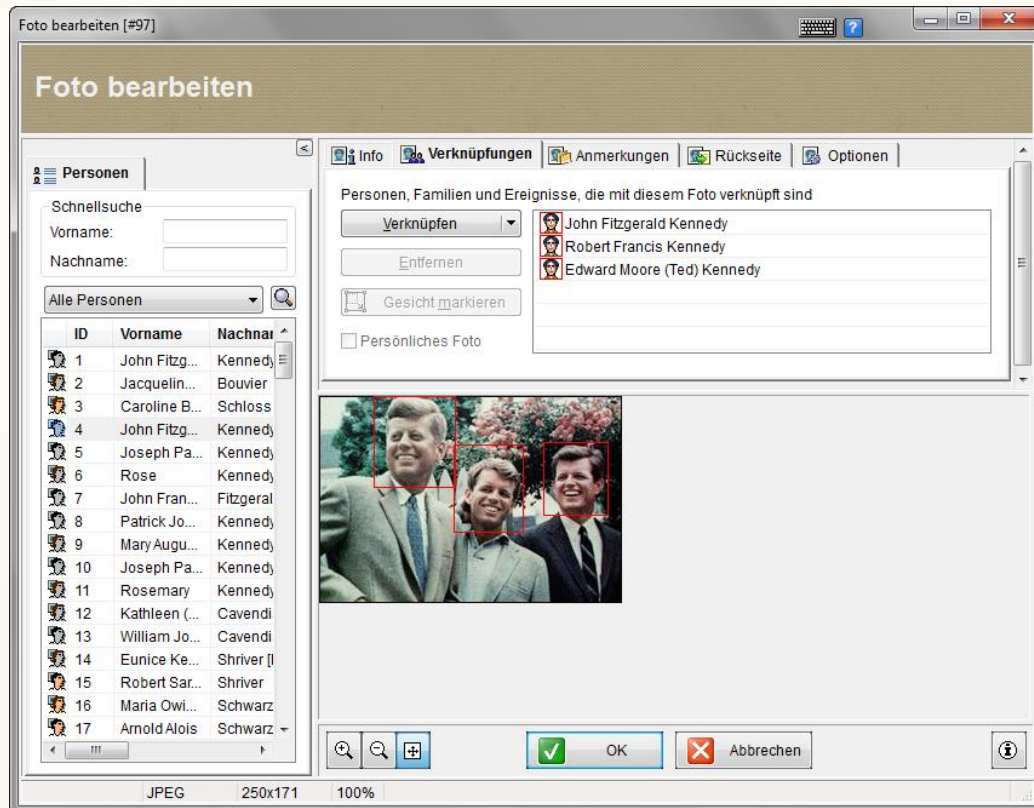 Foto bearbeiten [#97]
Foto bearbeiten
Personen
Schnellsuche
Vorname:
Nachname:
Alle Personen
ID Vorname Nachnar
1 John Fitzg... Kennedy
2 Jacquelin... Bouvier
3 Caroline B... Schloss
4 John Fitzg... Kennedy
5 Joseph Pa... Kennedy
6 Rose Kennedy
7 John Fran... Fitzgeral
8 Patrick Jo... Kennedy
9 Mary Augu... Kennedy
10 Joseph Pa... Kennedy
11 Rosemary Kennedy
12 Kathleen (... Cavendi
13 William Jo... Cavendi
14 Eunice Ke... Shriver [
15 Robert Sar... Shriver
16 Maria Owi... Schwarz
17 Arnold Alois Schwarz
Info Verknüpfungen Anmerkungen Rückseite Optionen
Personen, Familien und Ereignisse, die mit diesem Foto verknüpft sind
Verknüpfen
Entfernen
Gesicht markieren
Persönliches Foto
John Fitzgerald Kennedy
Robert Francis Kennedy
Edward Moore (Ted) Kennedy
OK Abbrechen
JPEG 250x171 100%